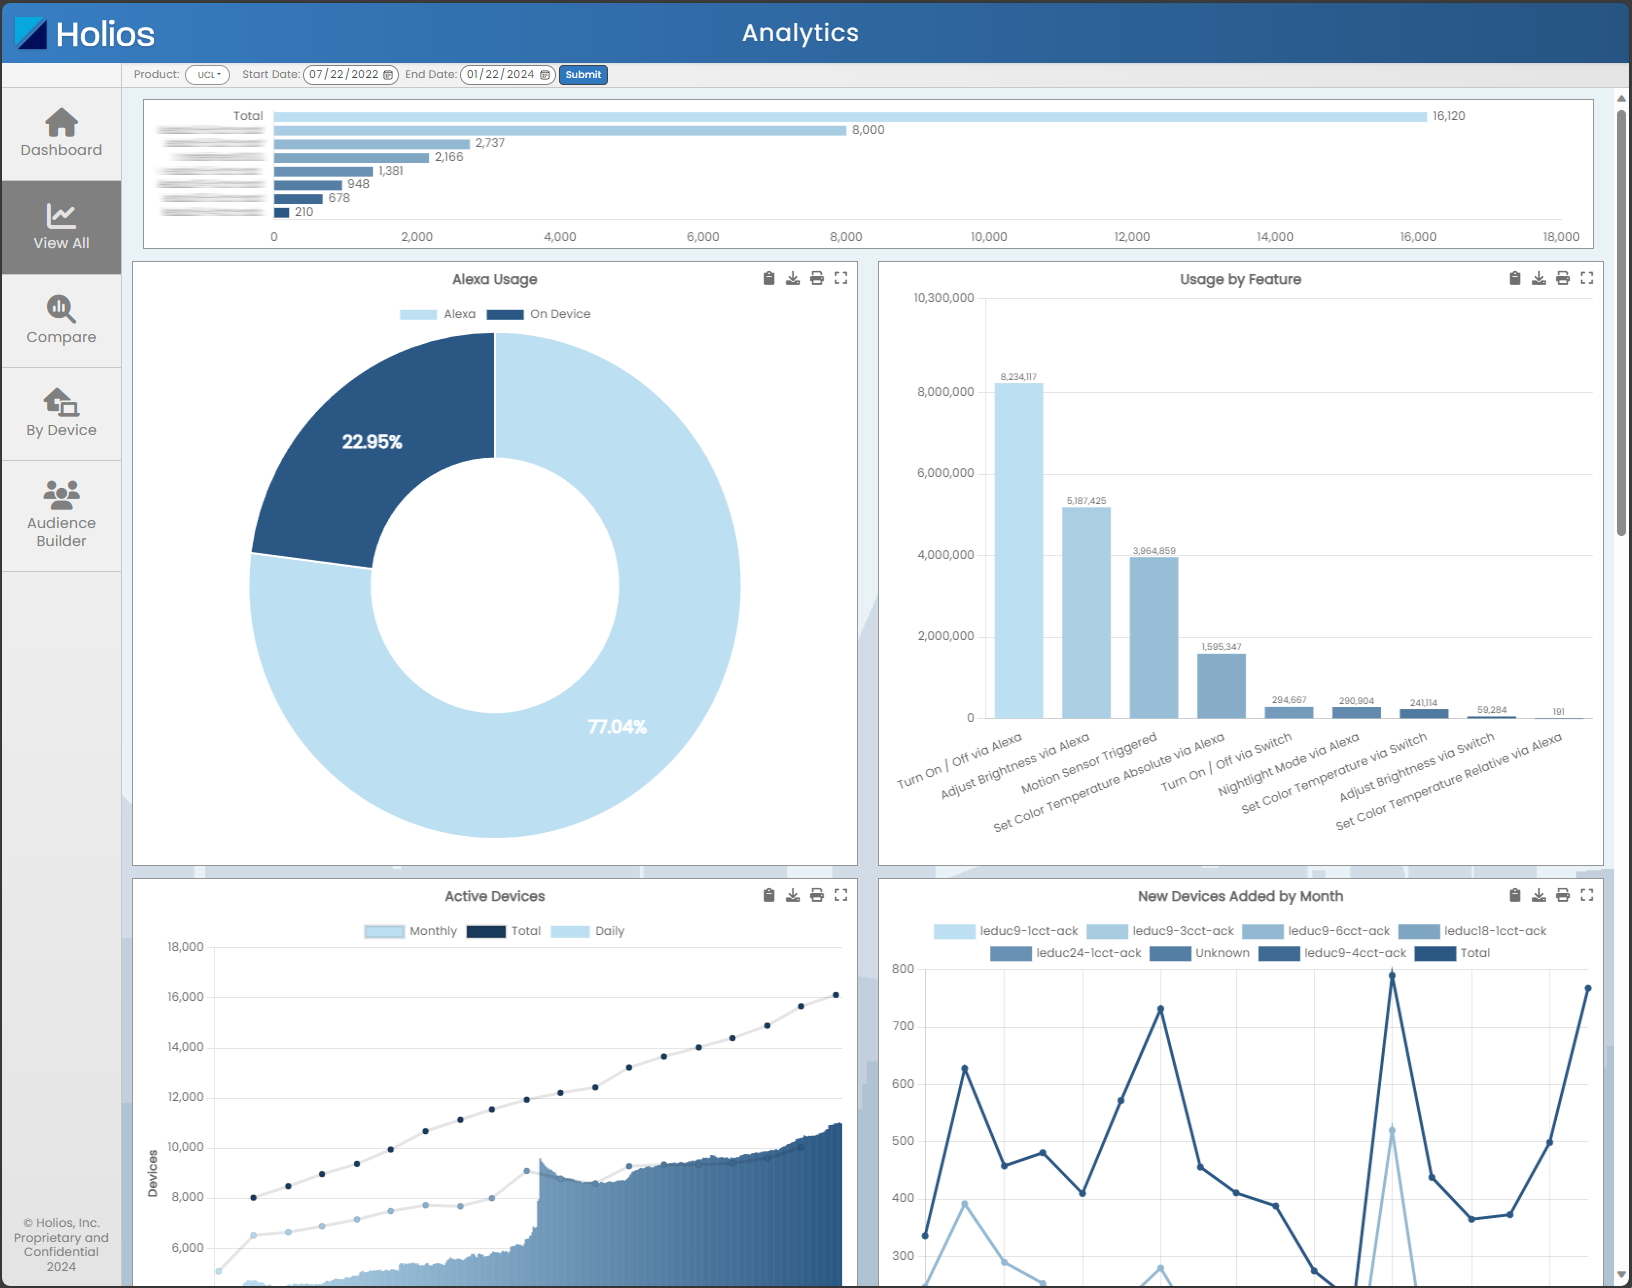 Holios
Analytics
Product: UCL Start Date: 07/22/2022 End Date: 01/22/2024 Submit
Dashboard
View All
Compare
By Device
Audience
Builder
© Holios, Inc.
Proprietary and
Confidential
2024
Total 16,120
8,000
2,737
2,166
1,381
948
678
210
0 2,000 4,000 6,000 8,000 10,000 12,000 14,000 16,000 18,000
Alexa Usage
Alexa On Device
22.95%
77.04%
Usage by Feature
10,300,000
8,000,000
6,000,000
4,000,000
2,000,000
0
8,234,117
5,187,425
3,964,859
1,595,347
294,667
290,904
241,114
59,284
191
Turn On / Off via Alexa
Adjust Brightness via Alexa
Motion Sensor Triggered
Set Color Temperature Absolute via Alexa
Turn On / Off via Switch
Nightlight Mode via Alexa
Set Color Temperature via Switch
Adjust Brightness via Switch
Set Color Temperature Relative via Alexa
Active Devices
Monthly Total Daily
18,000
16,000
14,000
12,000
10,000
8,000
6,000
Devices
New Devices Added by Month
leduc9-1cct-ack leduc9-3cct-ack leduc9-6cct-ack leduc18-1cct-ack
leduc24-1cct-ack Unknown leduc9-4cct-ack Total
800
700
600
500
400
300